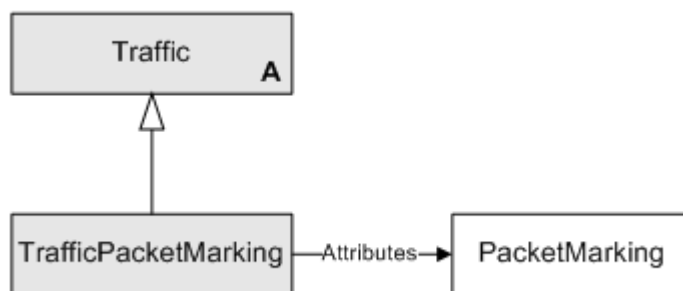 Traffic
A
TrafficPacketMarking
Attributes
PacketMarking